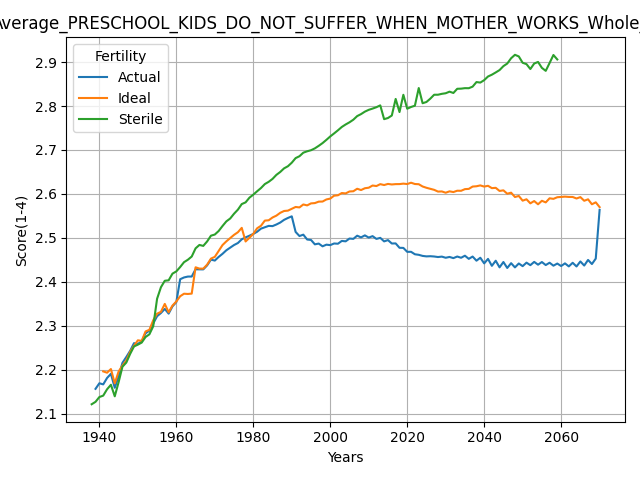 verage_PRESCHOOL_KIDS_DO_NOT_SUFFER_WHEN_MOTHER_WORKS_Whole_
Fertility
Actual
Ideal
Sterile
Score(1-4)
2.9
2.8
2.7
2.6
2.5
2.4
2.3
2.2
2.1
1940 1960 1980 2000 2020 2040 2060
Years